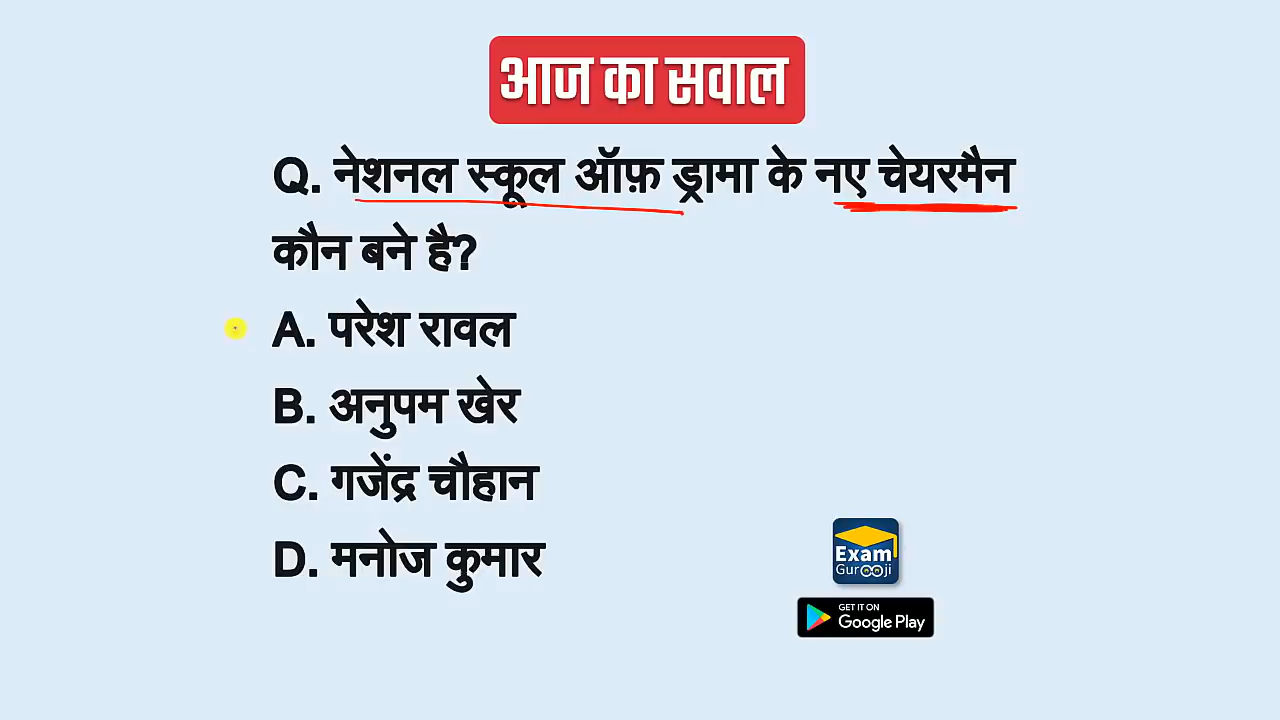 आज का सवाल
Q. नेशनल स्कूल ऑफ़ ड्रामा के नए चेयरमैन
कौन बने है?
A. परेश रावल
B. अनुपम खेर
C. गजेंद्र चौहान
D. मनोज कुमार
Exam
Gurooji
GET IT ON
Google Play